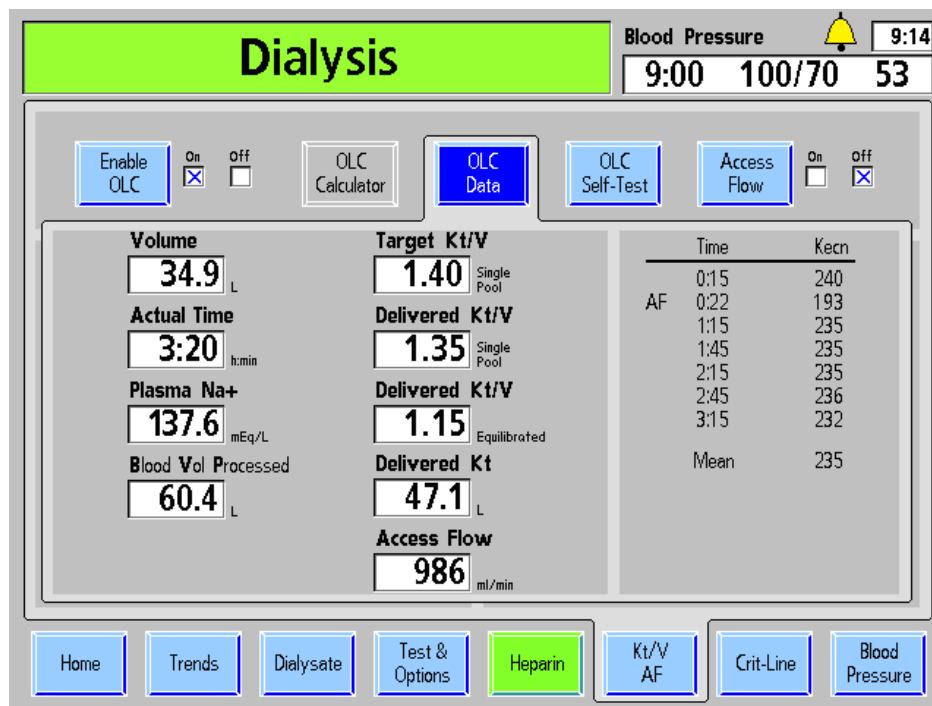 Dialysis
Blood Pressure
9:14
9:00 100/70 53
Enable OLC
On Off
OLC Calculator
OLC Data
OLC Self-Test
Access Flow
On Off
Volume
34.9 L
Actual Time
3:20 h:min
Plasma Na+
137.6 mEq/L
Blood Vol Processed
60.4 L
Target Kt/V
1.40 Single Pool
Delivered Kt/V
1.35 Single Pool
Delivered Kt/V
1.15 Equilibrated
Delivered Kt
47.1 L
Access Flow
986 ml/min
Time Kecn
0:15 240
AF 0:22 193
1:15 235
1:45 235
2:15 235
2:45 236
3:15 232
Mean 235
Home
Trends
Dialysate
Test & Options
Heparin
Kt/V AF
Crit-Line
Blood Pressure